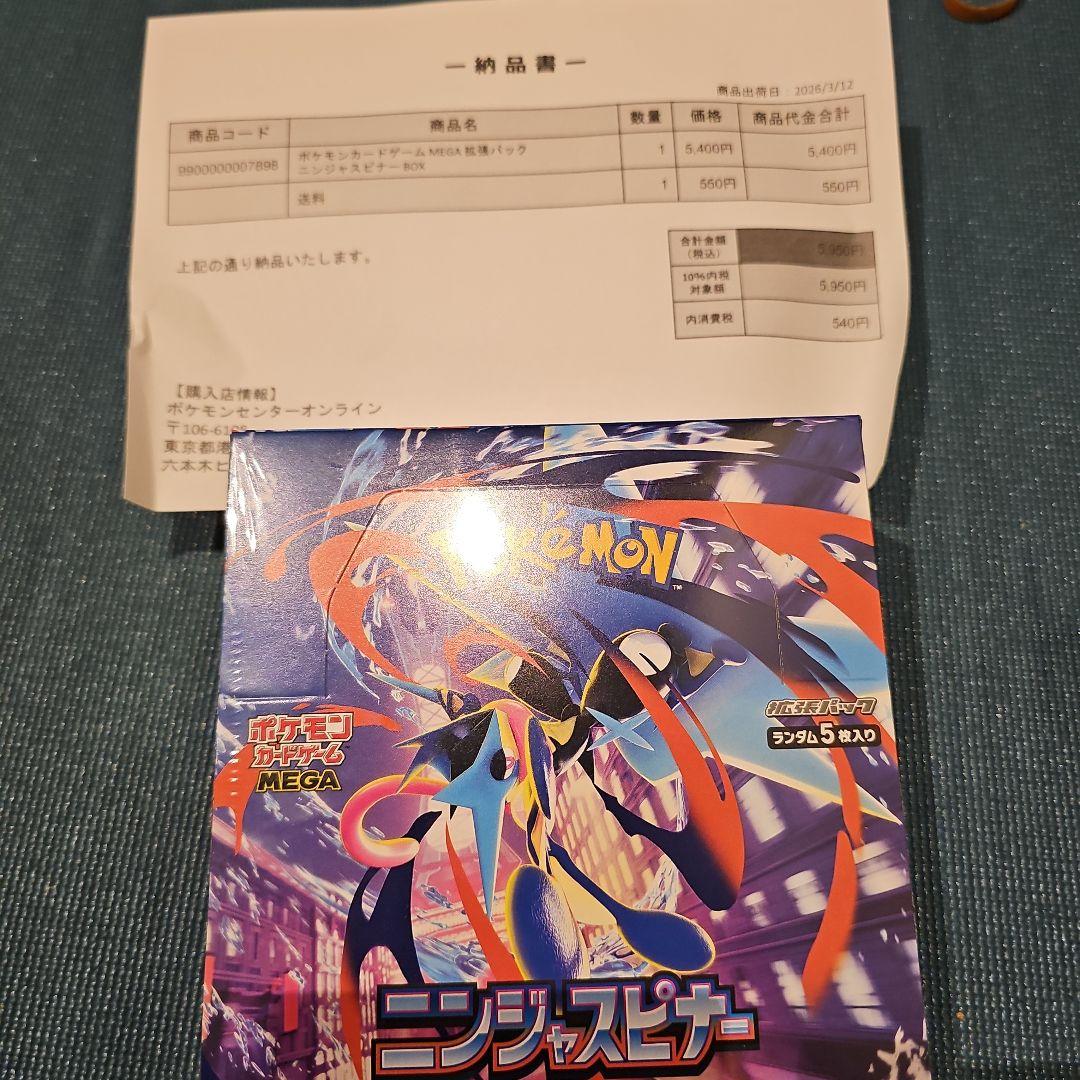 ー納品書ー
商品出荷日：2026/3/12
商品コード 商品名 数量 価格 商品代金合計
9900000007898 ポケモンカードゲーム MEGA 拡張パック
ニンジャスピナー BOX 1 5,400円 5,400円
送料 1 550円 550円
合計金額
(税込) 5,950円
10%内税
対象額 5,950円
内消費税 540円
上記の通り納品いたします。
【購入店情報】
ポケモンセンターオンライン
〒106-6108
東京都港
六本木ヒ
POKéMON
TM
ポケモン
カードゲーム
MEGA
拡張パック
ランダム5枚入り
ニンジャスピナー